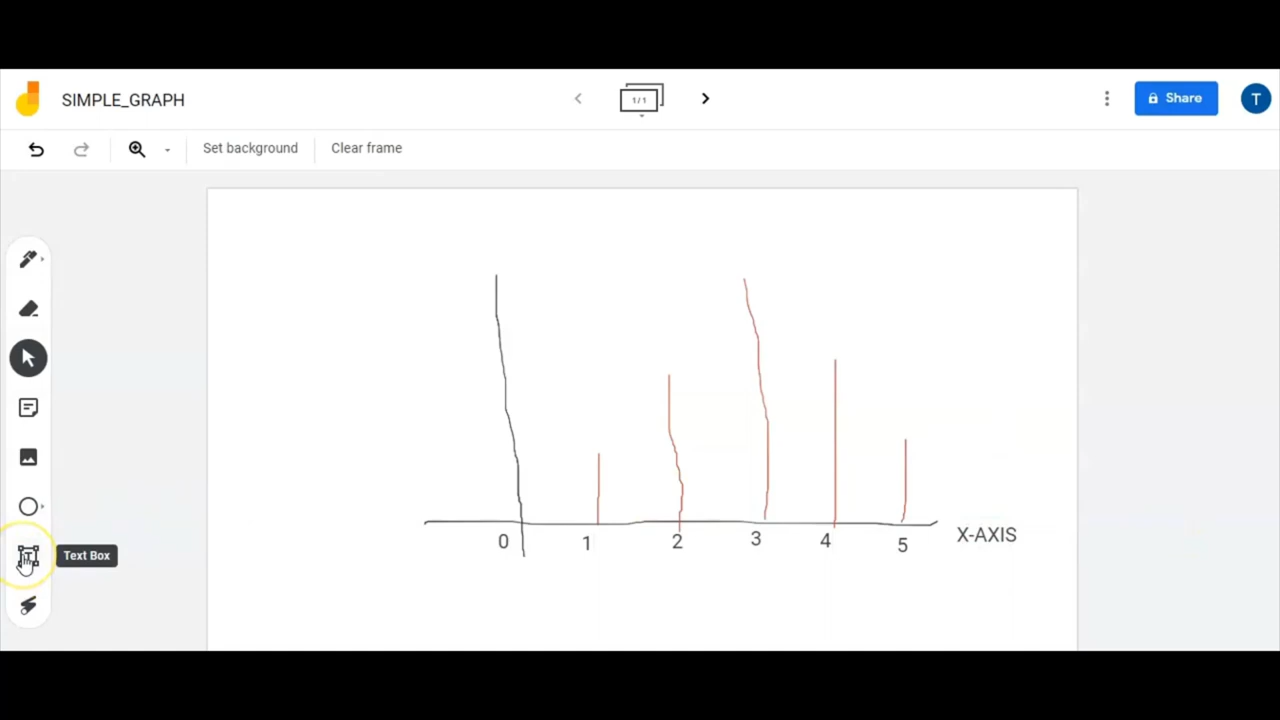 SIMPLE_GRAPH
1/1
Share
T
Set background
Clear frame
0 1 2 3 4 5
X-AXIS
Text Box